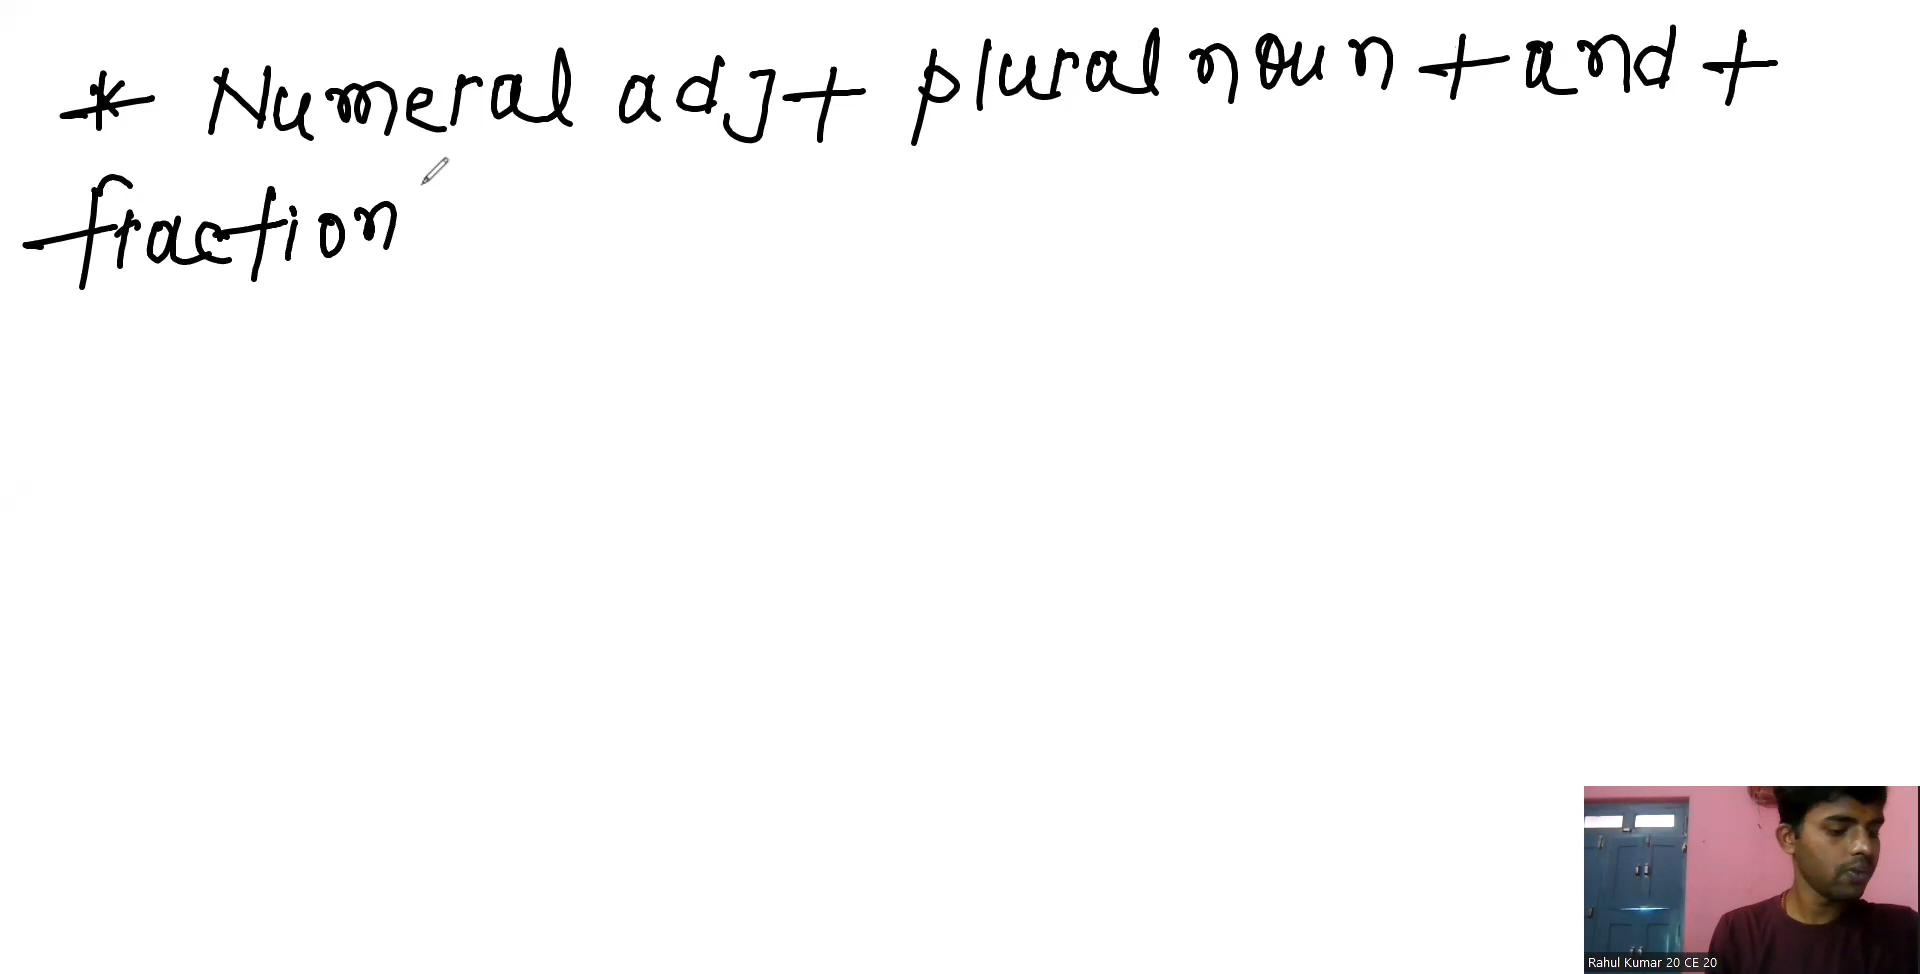 * Numeral adj + plural noun + and +
fraction
Rahul Kumar 20 CE 20